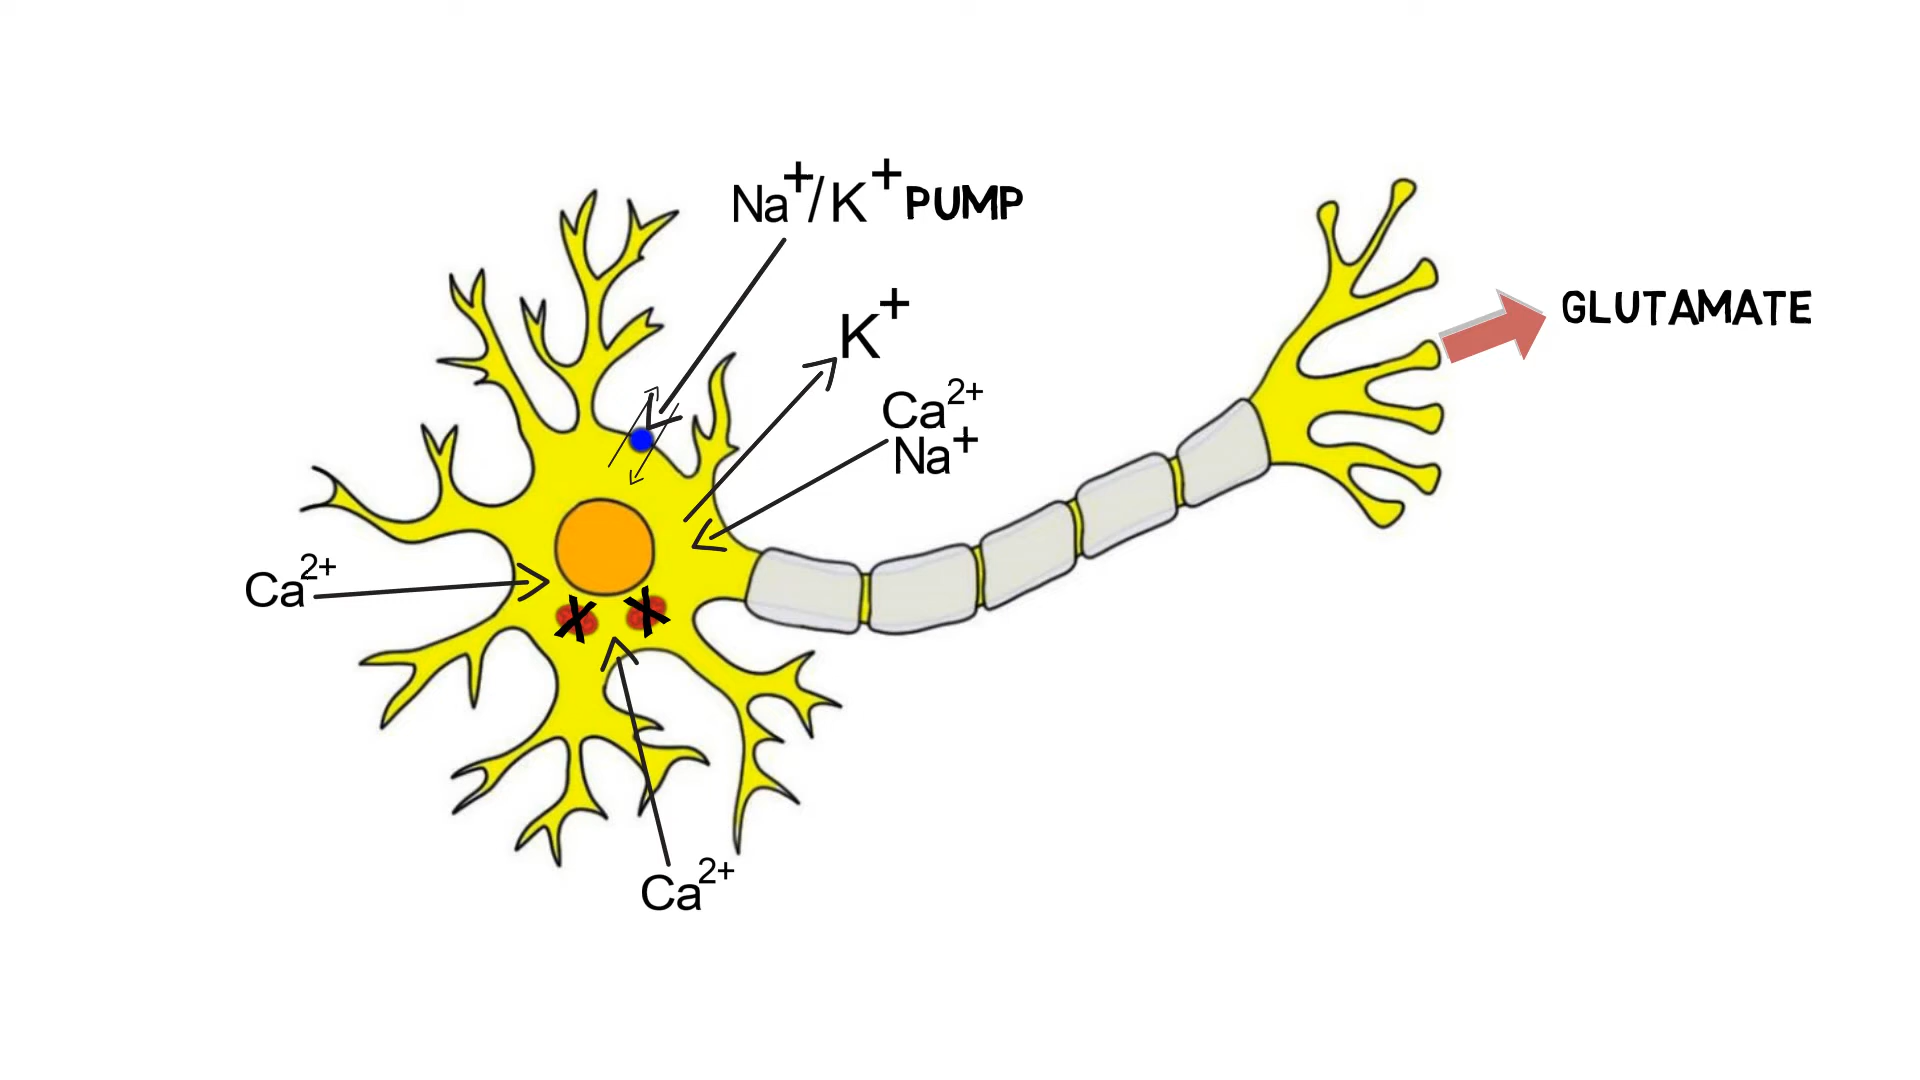 Na⁺/K⁺ PUMP
K⁺
GLUTAMATE
Ca²⁺
Na⁺
Ca²⁺
Ca²⁺